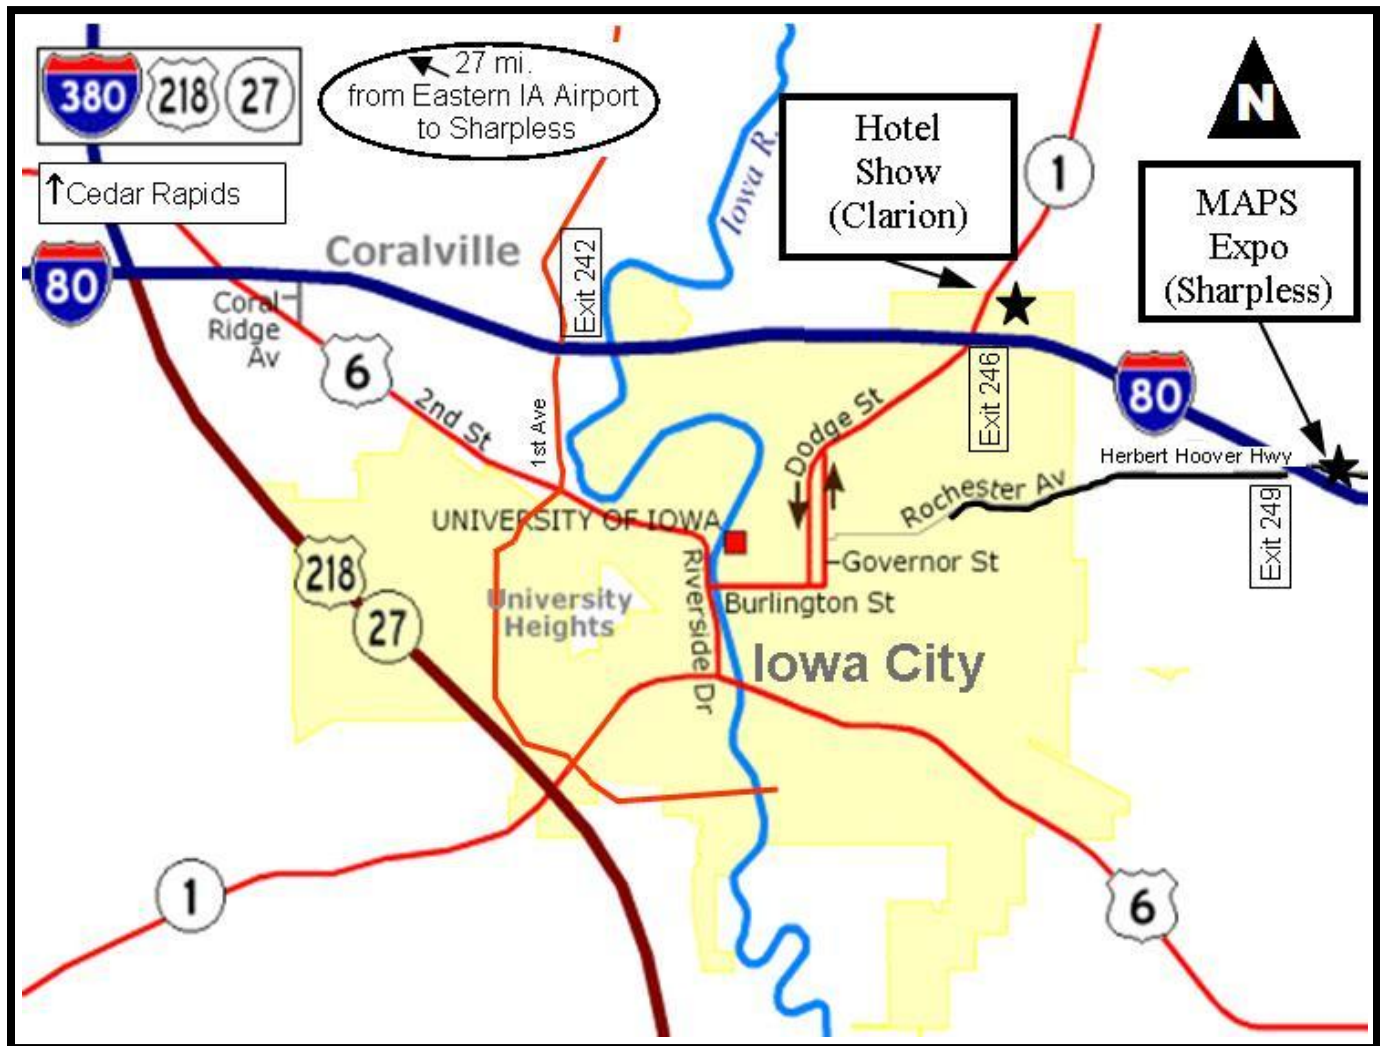 380
218
27
27 mi.
from Eastern IA Airport
to Sharpless
↑Cedar Rapids
Hotel
Show
(Clarion)
N
1
MAPS
Expo
(Sharpless)
Iowa R.
Coralville
Exit 242
80
Coral
Ridge
Av
6
2nd St
1st Ave
Exit 246
80
Dodge St
Herbert Hoover Hwy
Rochester Av
Exit 249
UNIVERSITY OF IOWA
218
27
University
Heights
Riverside Dr
Governor St
Burlington St
Iowa City
1
6